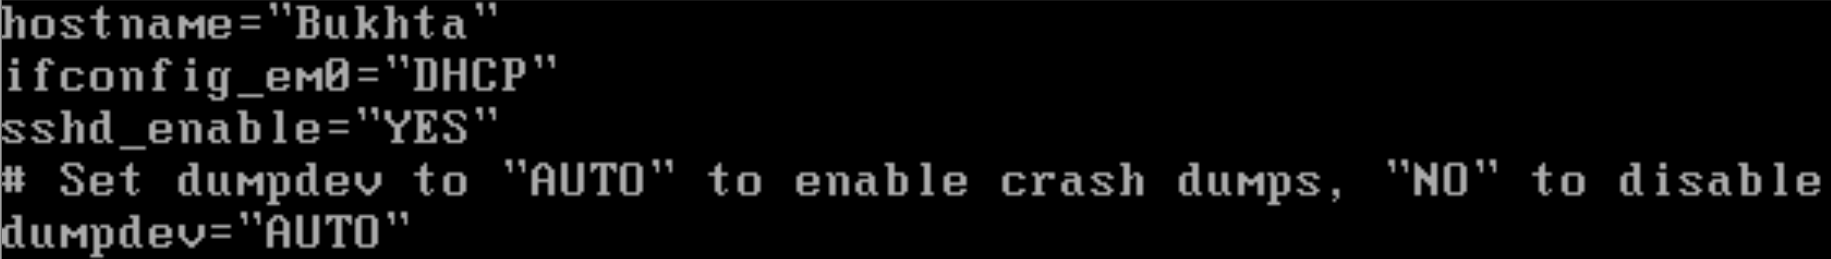 hostname="Bukhta"
ifconfig_em0="DHCP"
sshd_enable="YES"
# Set dumpdev to "AUTO" to enable crash dumps, "NO" to disable
dumpdev="AUTO"